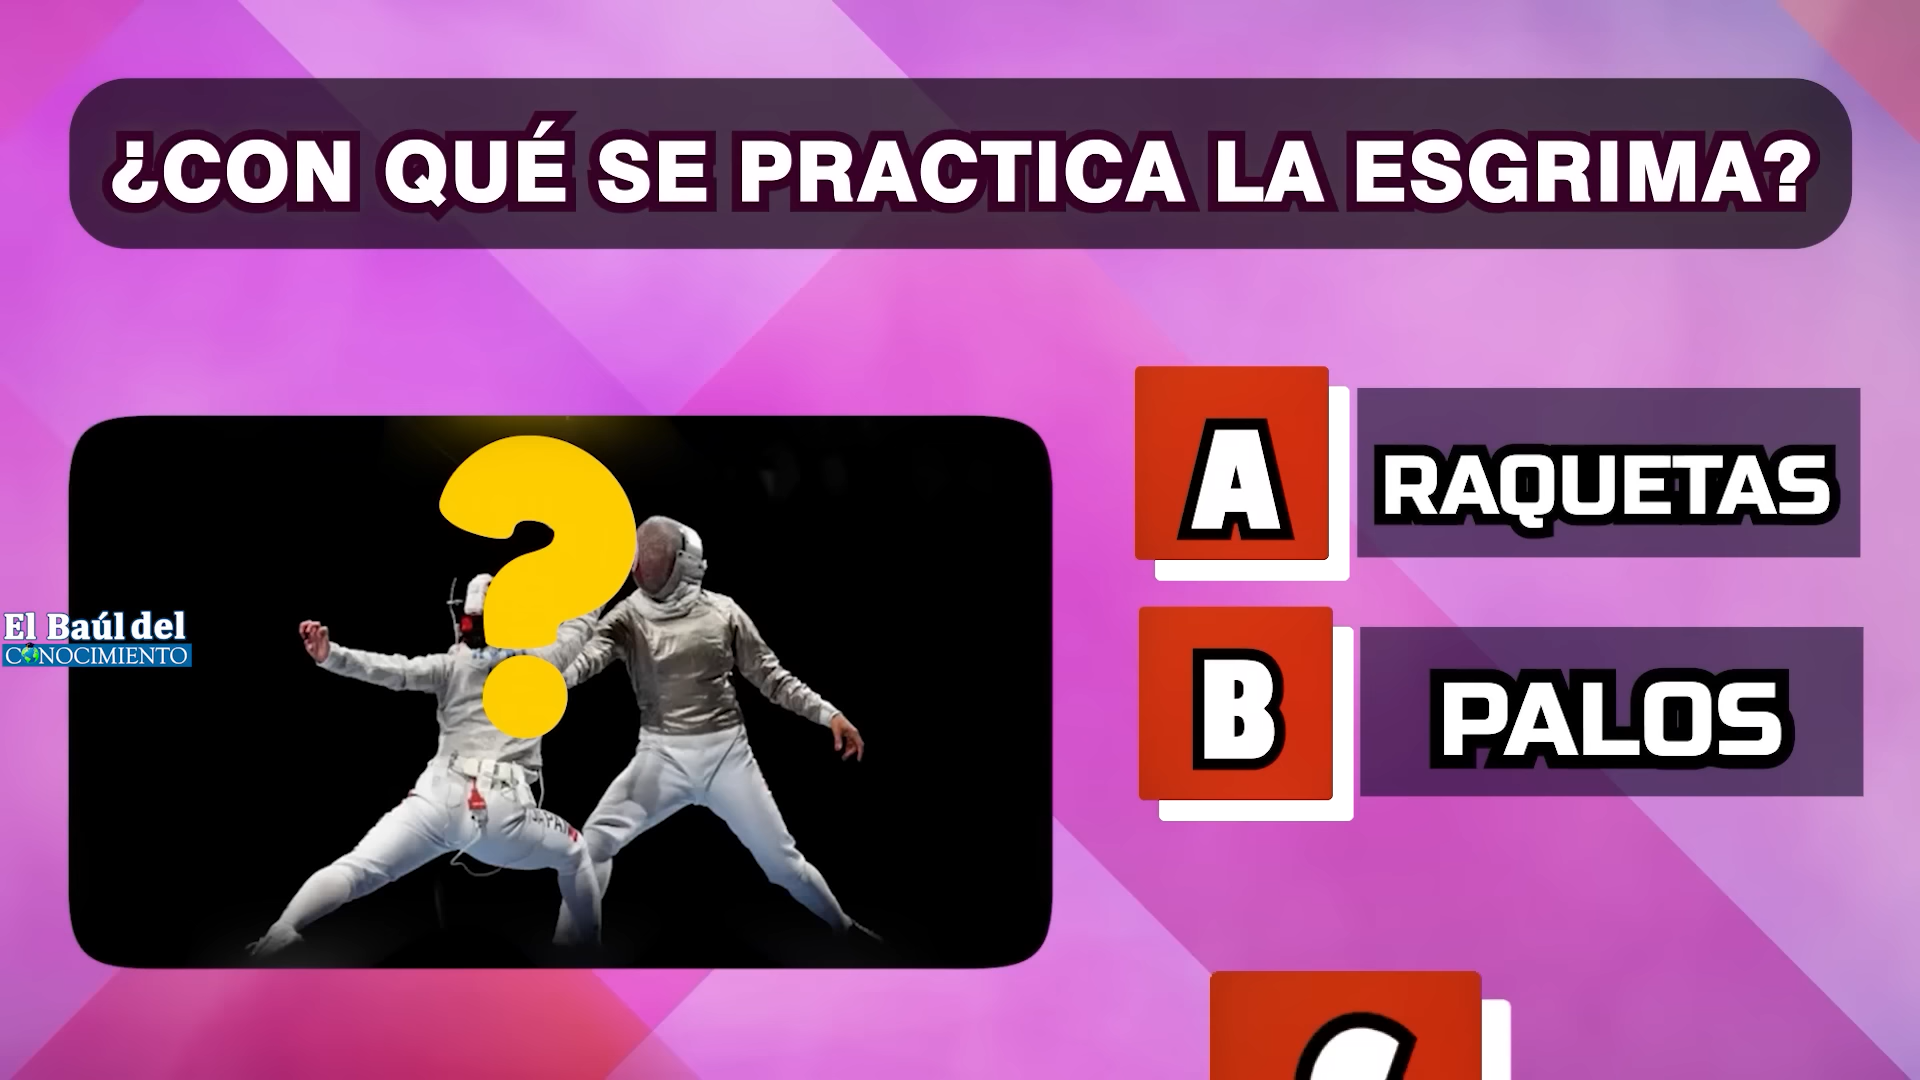 ¿CON QUÉ SE PRACTICA LA ESGRIMA?
A RAQUETAS
El Baúl del
CONOCIMIENTO
B PALOS
C